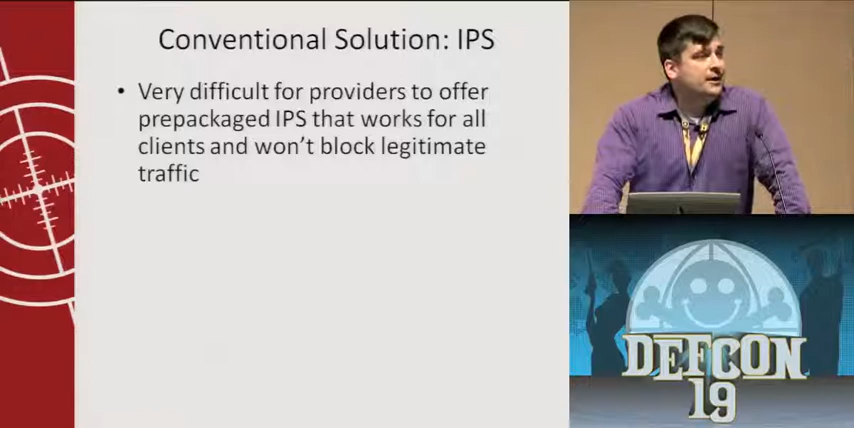 Conventional Solution: IPS
• Very difficult for providers to offer
prepackaged IPS that works for all
clients and won't block legitimate
traffic
DEFCON
19